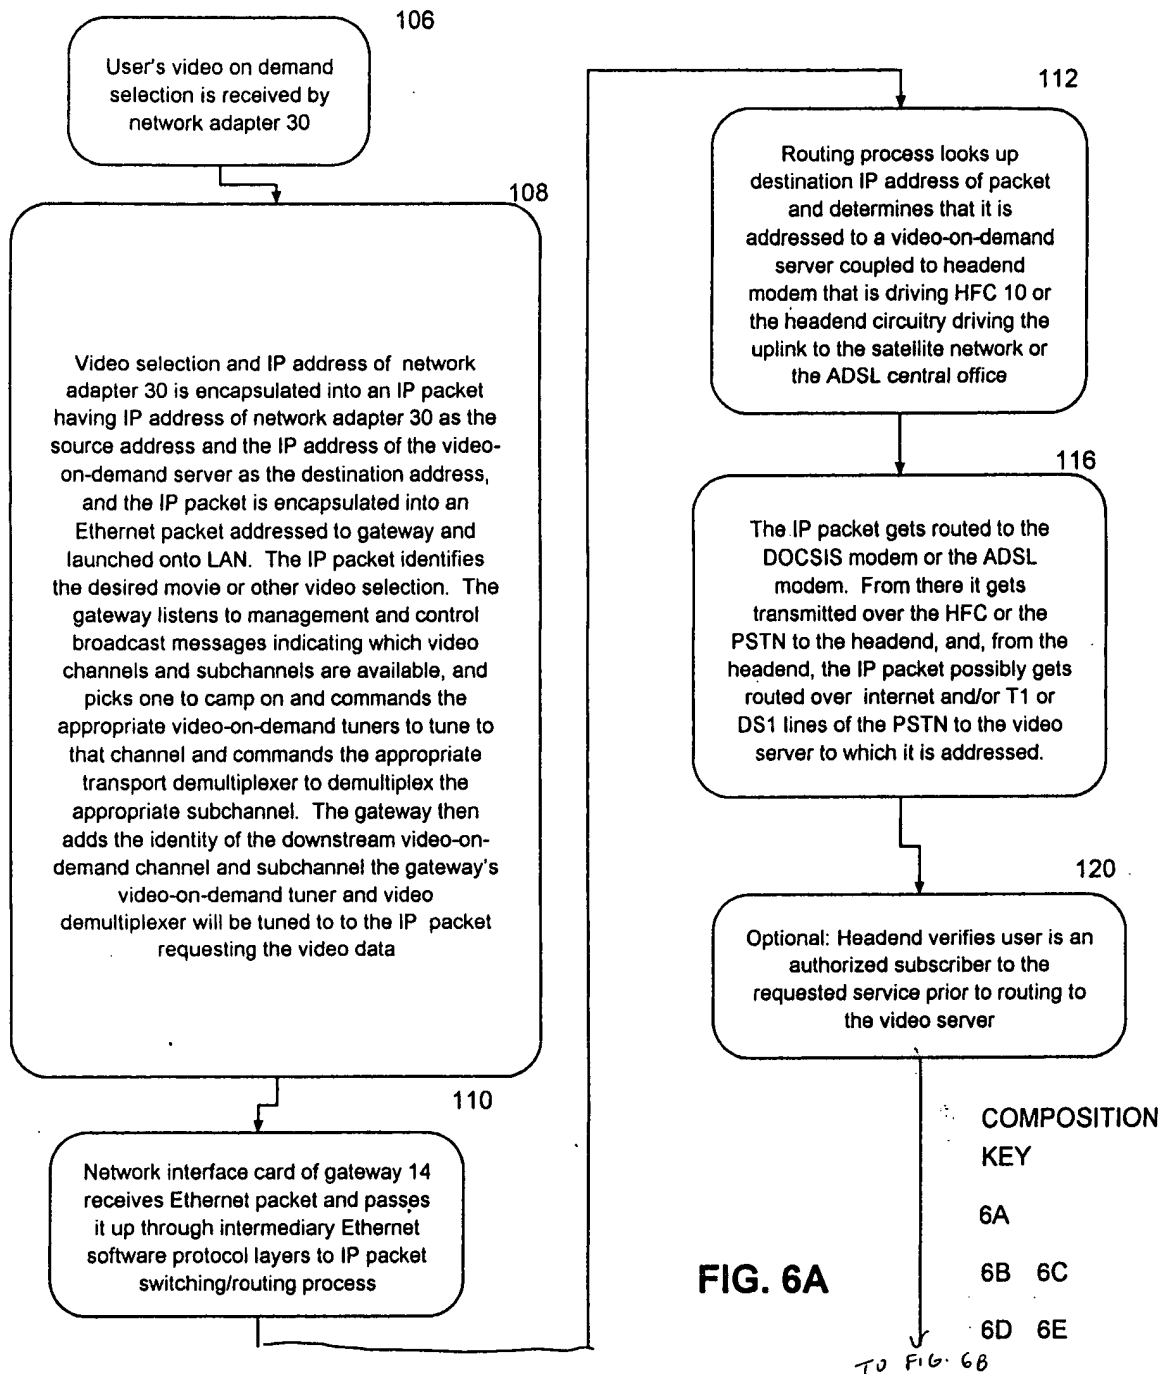 106
User's video on demand
selection is received by
network adapter 30
108
Video selection and IP address of network
adapter 30 is encapsulated into an IP packet
having IP address of network adapter 30 as the
source address and the IP address of the video-
on-demand server as the destination address,
and the IP packet is encapsulated into an
Ethernet packet addressed to gateway and
launched onto LAN. The IP packet identifies
the desired movie or other video selection. The
gateway listens to management and control
broadcast messages indicating which video
channels and subchannels are available, and
picks one to camp on and commands the
appropriate video-on-demand tuners to tune to
that channel and commands the appropriate
transport demultiplexer to demultiplex the
appropriate subchannel. The gateway then
adds the identity of the downstream video-on-
demand channel and subchannel the gateway's
video-on-demand tuner and video
demultiplexer will be tuned to to the IP packet
requesting the video data
110
Network interface card of gateway 14
receives Ethernet packet and passes
it up through intermediary Ethernet
software protocol layers to IP packet
switching/routing process
112
Routing process looks up
destination IP address of packet
and determines that it is
addressed to a video-on-demand
server coupled to headend
modem that is driving HFC 10 or
the headend circuitry driving the
uplink to the satellite network or
the ADSL central office
116
The IP packet gets routed to the
DOCSIS modem or the ADSL
modem. From there it gets
transmitted over the HFC or the
PSTN to the headend, and, from the
headend, the IP packet possibly gets
routed over internet and/or T1 or
DS1 lines of the PSTN to the video
server to which it is addressed.
120
Optional: Headend verifies user is an
authorized subscriber to the
requested service prior to routing to
the video server
TO FIG. 6B
FIG. 6A
COMPOSITION
KEY
6A
6B 6C
6D 6E